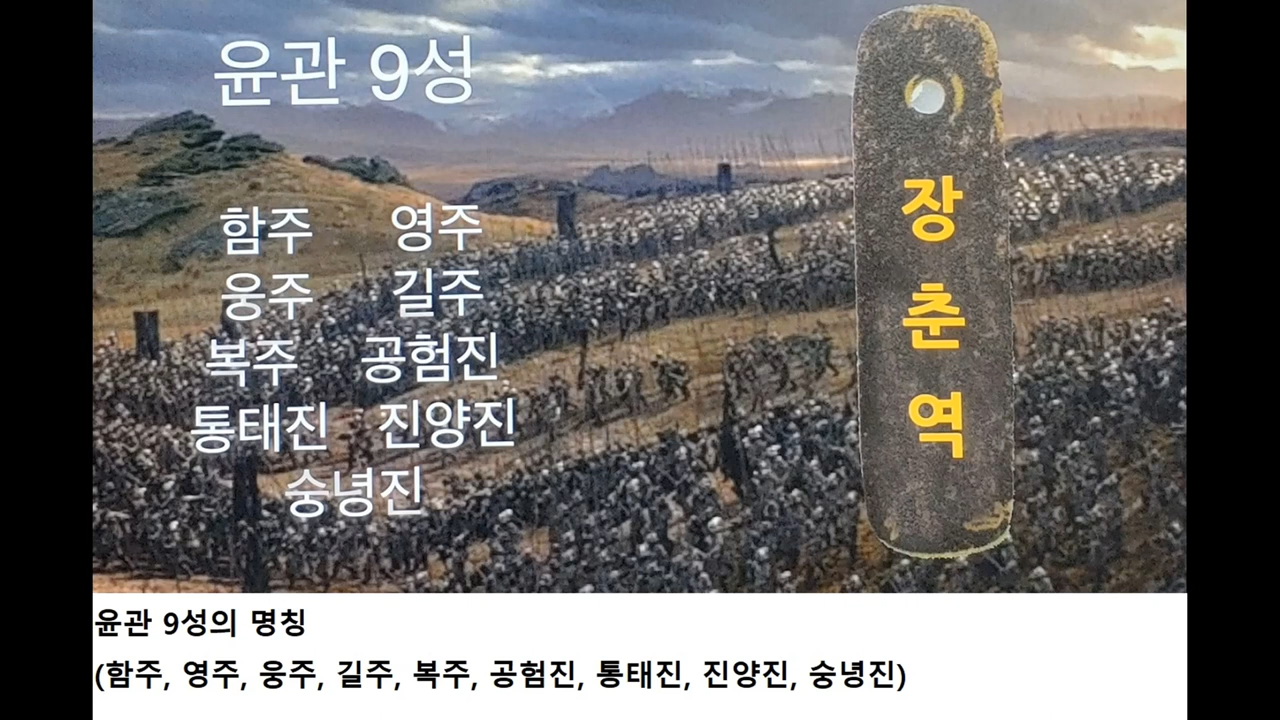 윤관 9성
함주 영주
웅주 길주
복주 공험진
통태진 진양진
숭녕진
장
춘
역
윤관 9성의 명칭
(함주, 영주, 웅주, 길주, 복주, 공험진, 통태진, 진양진, 숭녕진)